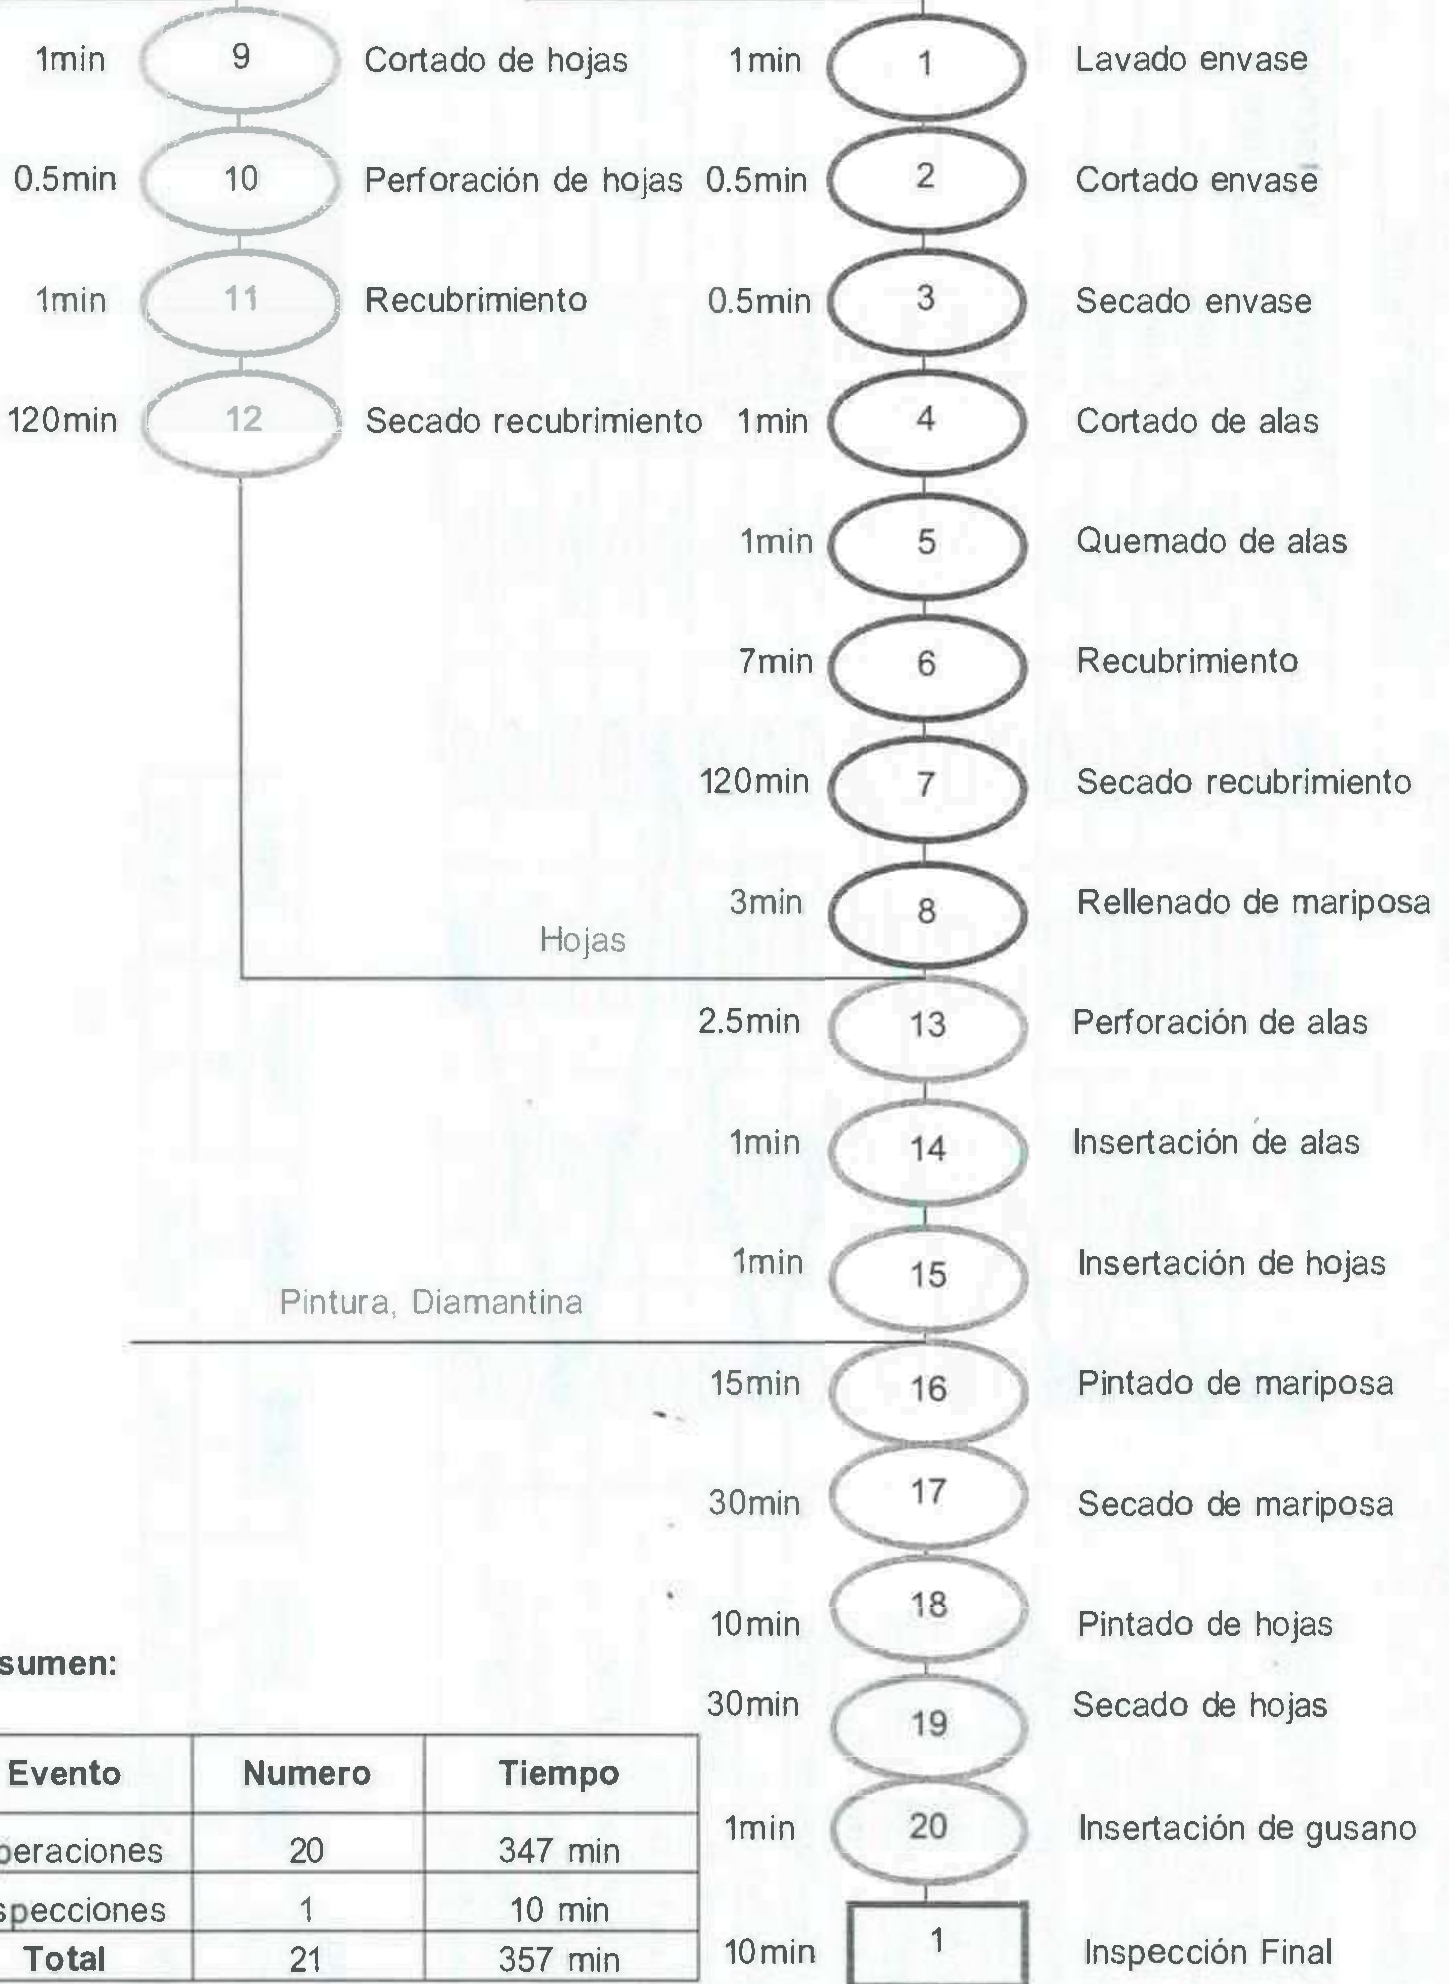 1min 9 Cortado de hojas 1min 1 Lavado envase
0.5min 10 Perforación de hojas 0.5min 2 Cortado envase
1min 11 Recubrimiento 0.5min 3 Secado envase
120min 12 Secado recubrimiento 1min 4 Cortado de alas
1min 5 Quemado de alas
7min 6 Recubrimiento
120min 7 Secado recubrimiento
3min 8 Rellenado de mariposa
Hojas
2.5min 13 Perforación de alas
1min 14 Insertación de alas
1min 15 Insertación de hojas
Pintura, Diamantina
15min 16 Pintado de mariposa
30min 17 Secado de mariposa
10min 18 Pintado de hojas
sumen:
30min 19 Secado de hojas
Evento Numero Tiempo
1min 20 Insertación de gusano
peraciones 20 347 min
specciones 1 10 min
Total 21 357 min
10min 1 Inspección Final